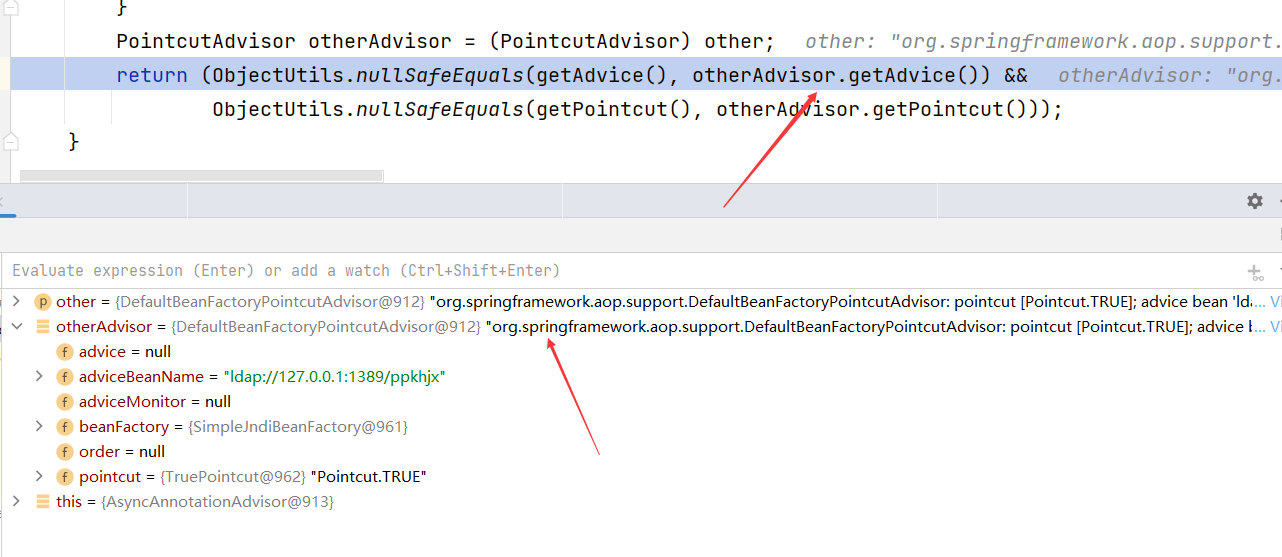 }
PointcutAdvisor otherAdvisor = (PointcutAdvisor) other; other: "org.springframework.aop.support.
return (ObjectUtils.nullSafeEquals(getAdvice(), otherAdvisor.getAdvice()) && otherAdvisor: "org.
ObjectUtils.nullSafeEquals(getPointcut(), otherAdvisor.getPointcut()));
}
Evaluate expression (Enter) or add a watch (Ctrl+Shift+Enter)
p other = {DefaultBeanFactoryPointcutAdvisor@912} "org.springframework.aop.support.DefaultBeanFactoryPointcutAdvisor: pointcut [Pointcut.TRUE]; advice bean 'lda... Vi
otherAdvisor = {DefaultBeanFactoryPointcutAdvisor@912} "org.springframework.aop.support.DefaultBeanFactoryPointcutAdvisor: pointcut [Pointcut.TRUE]; advice b... Vi
f advice = null
f adviceBeanName = "ldap://127.0.0.1:1389/ppkhjx"
f adviceMonitor = null
f beanFactory = {SimpleJndiBeanFactory@961}
f order = null
f pointcut = {TruePointcut@962} "Pointcut.TRUE"
this = {AsyncAnnotationAdvisor@913}